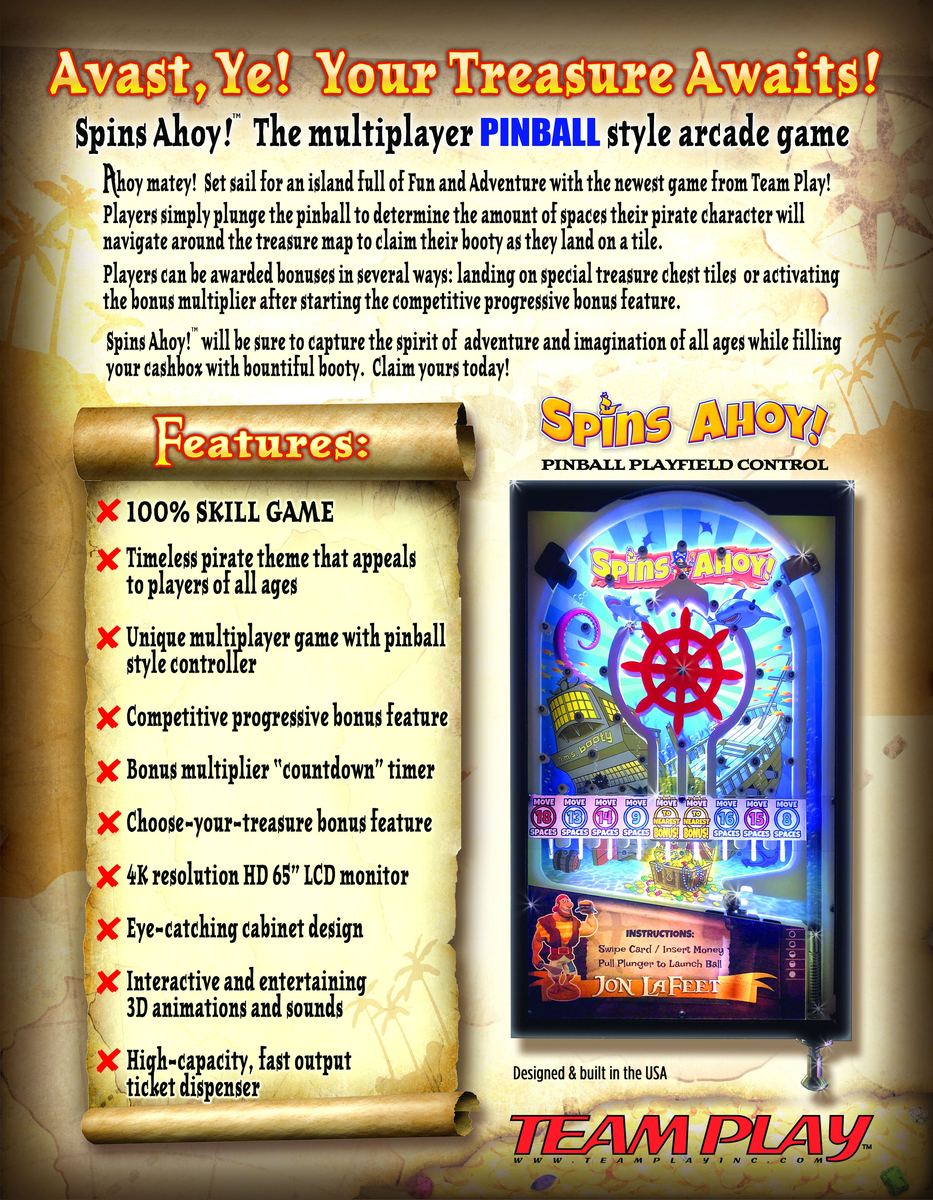 Avast, Ye! Your Treasure Awaits!
Spins Ahoy!™ The multiplayer PINBALL style arcade game
Ahoy matey! Set sail for an island full of Fun and Adventure with the newest game from Team Play!
Players simply plunge the pinball to determine the amount of spaces their pirate character will
navigate around the treasure map to claim their booty as they land on a tile.
Players can be awarded bonuses in several ways: landing on special treasure chest tiles or activating
the bonus multiplier after starting the competitive progressive bonus feature.
Spins Ahoy!™ will be sure to capture the spirit of adventure and imagination of all ages while filling
your cashbox with bountiful booty. Claim yours today!
Features:
100% SKILL GAME
Timeless pirate theme that appeals
to players of all ages
Unique multiplayer game with pinball
style controller
Competitive progressive bonus feature
Bonus multiplier "countdown" timer
Choose-your-treasure bonus feature
4K resolution HD 65" LCD monitor
Eye-catching cabinet design
Interactive and entertaining
3D animations and sounds
High-capacity, fast output
ticket dispenser
Spins AHOY!
PINBALL PLAYFIELD CONTROL
Spins AHOY!
H.M.S. booty
MOVE 18 SPACES
MOVE 13 SPACES
MOVE 14 SPACES
MOVE 9 SPACES
MOVE TO NEAREST BONUS!
MOVE TO NEAREST BONUS!
MOVE 16 SPACES
MOVE 15 SPACES
MOVE 8 SPACES
INSTRUCTIONS:
Swipe Card / Insert Money
Pull Plunger to Launch Ball
JON LAFEET
Designed & built in the USA
TEAM PLAY™
WWW.TEAMPLAYINC.COM